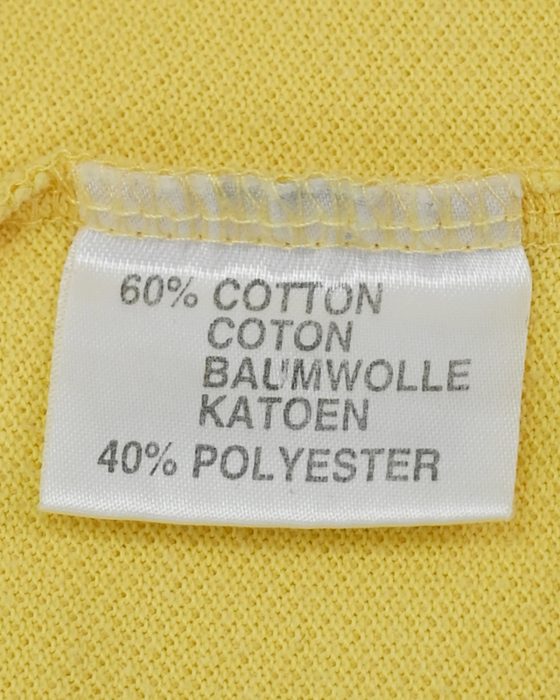 60% COTTON
COTON
BAUMWOLLE
KATOEN
40% POLYESTER